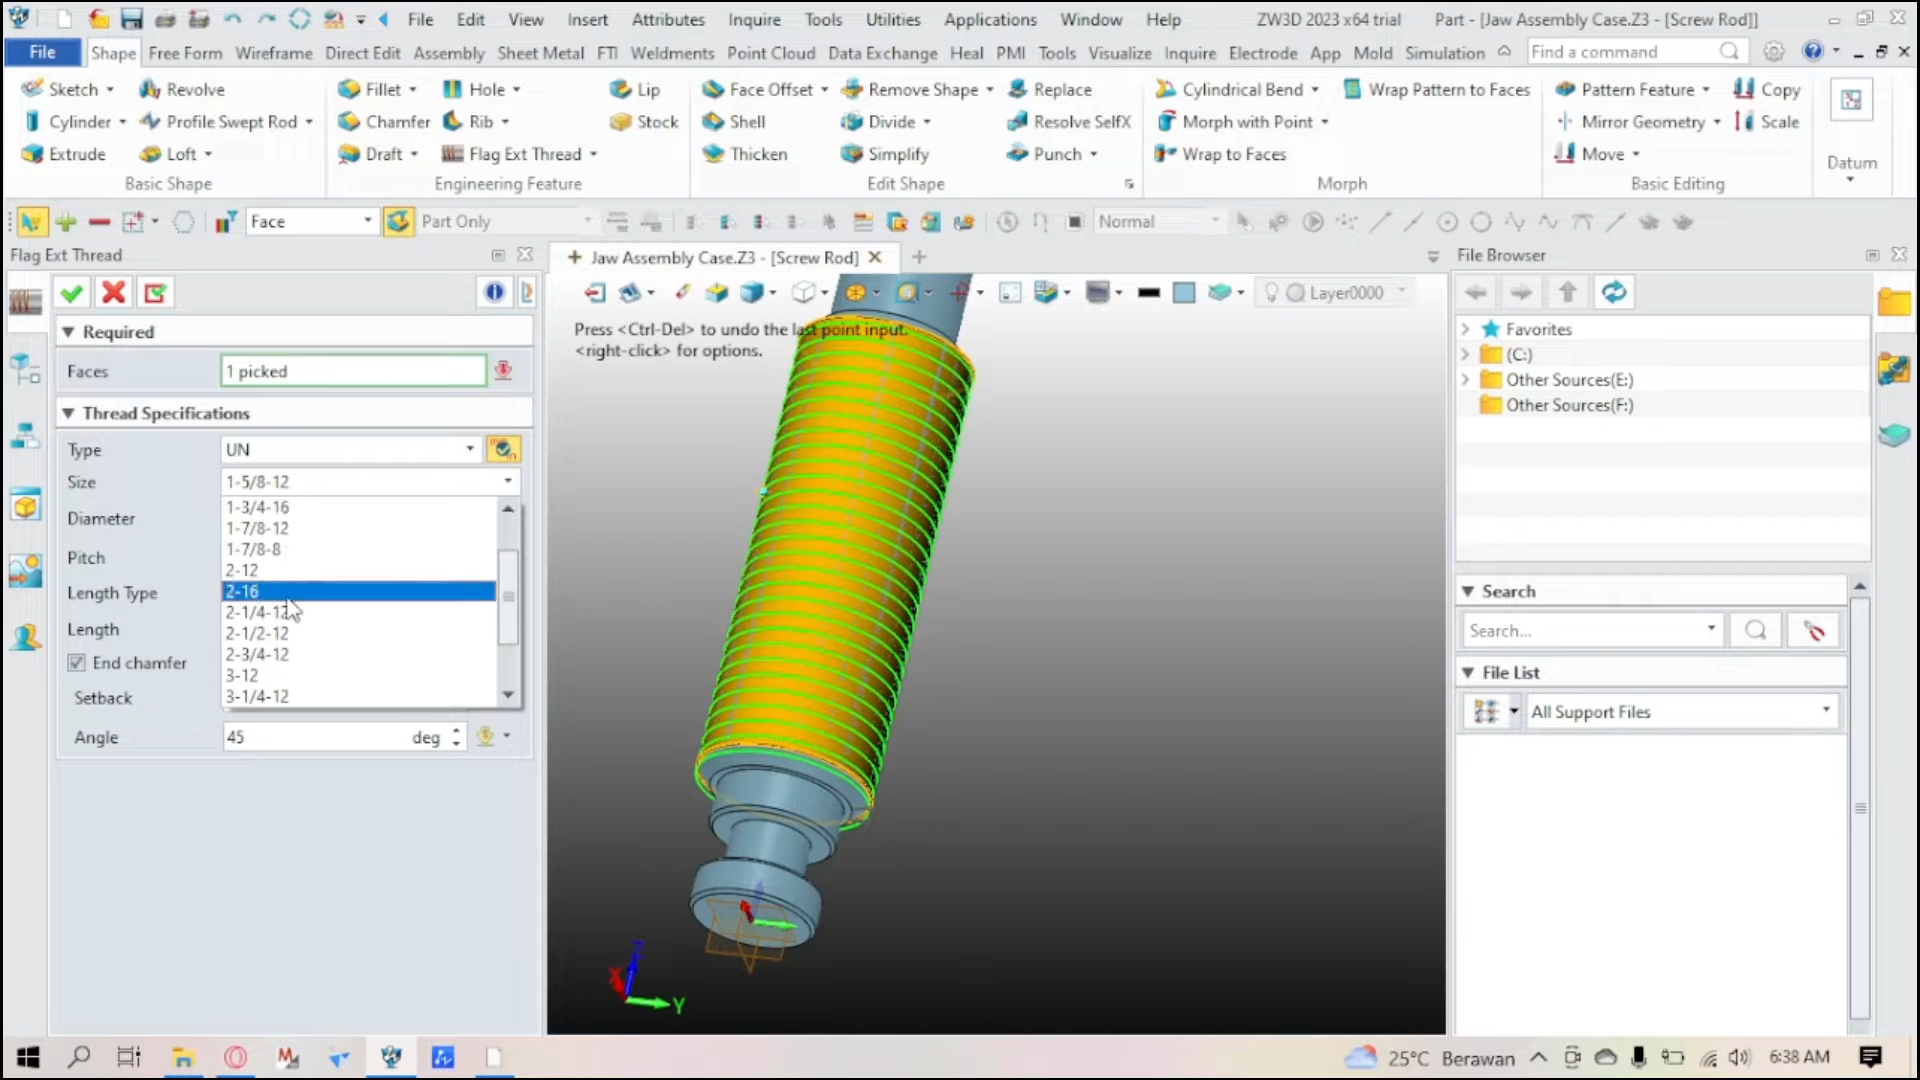 File Edit View Insert Attributes Inquire Tools Utilities Applications Window Help ZW3D 2023 x64 trial Part - [Jaw Assembly Case.Z3 - [Screw Rod]]
File Shape Free Form Wireframe Direct Edit Assembly Sheet Metal FTI Weldments Point Cloud Data Exchange Heal PMI Tools Visualize Inquire Electrode App Mold Simulation Find a command
Sketch Revolve Fillet Hole Lip Face Offset Remove Shape Replace Cylindrical Bend Wrap Pattern to Faces Pattern Feature Copy
Cylinder Profile Swept Rod Chamfer Rib Stock Shell Divide Resolve SelfX Morph with Point Mirror Geometry Scale
Extrude Loft Draft Flag Ext Thread Thicken Simplify Punch Wrap to Faces Move Datum
Basic Shape Engineering Feature Edit Shape Morph Basic Editing
Face Part Only Normal
Flag Ext Thread
Jaw Assembly Case.Z3 - [Screw Rod]
File Browser
Layer0000
Required
Press <Ctrl-Del> to undo the last point input.
<right-click> for options.
Faces 1 picked
Thread Specifications
Type UN
Size 1-5/8-12
Diameter
Pitch
Length Type
Length
End chamfer
Setback
1-3/4-16
1-7/8-12
1-7/8-8
2-12
2-16
2-1/4-12
2-1/2-12
2-3/4-12
3-12
3-1/4-12
Angle 45 deg
Z
X
Y
Favorites
(C:)
Other Sources(E:)
Other Sources(F:)
Search
Search...
File List
All Support Files
25°C Berawan 6:38 AM